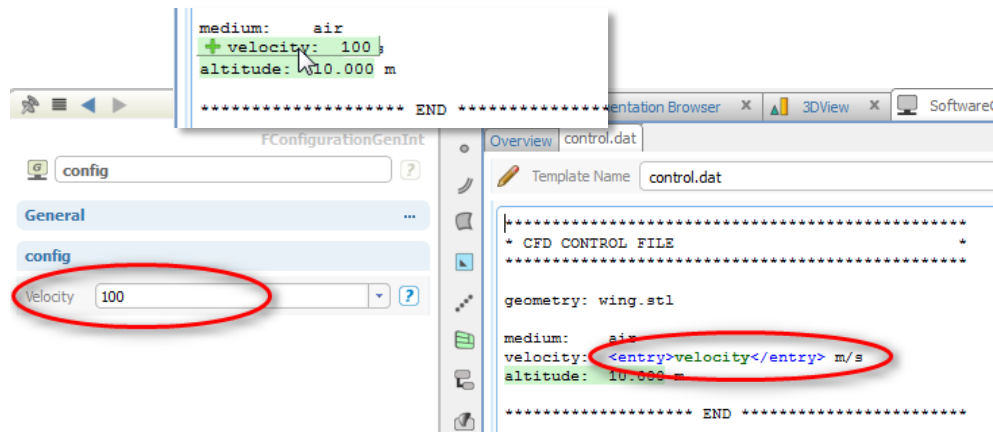 medium:    air
velocity:  100 s
altitude:  10.000 m
******************** END ***************
entation Browser
3DView
Software
FConfigurationGenInt
Overview
control.dat
G
config
?
Template Name
control.dat
General
...
config
Velocity
100
?
*************************************************
* CFD CONTROL FILE                              *
*************************************************
geometry: wing.stl
medium:    air
velocity:  <entry>velocity</entry> m/s
altitude:  10.000 m
******************** END ************************